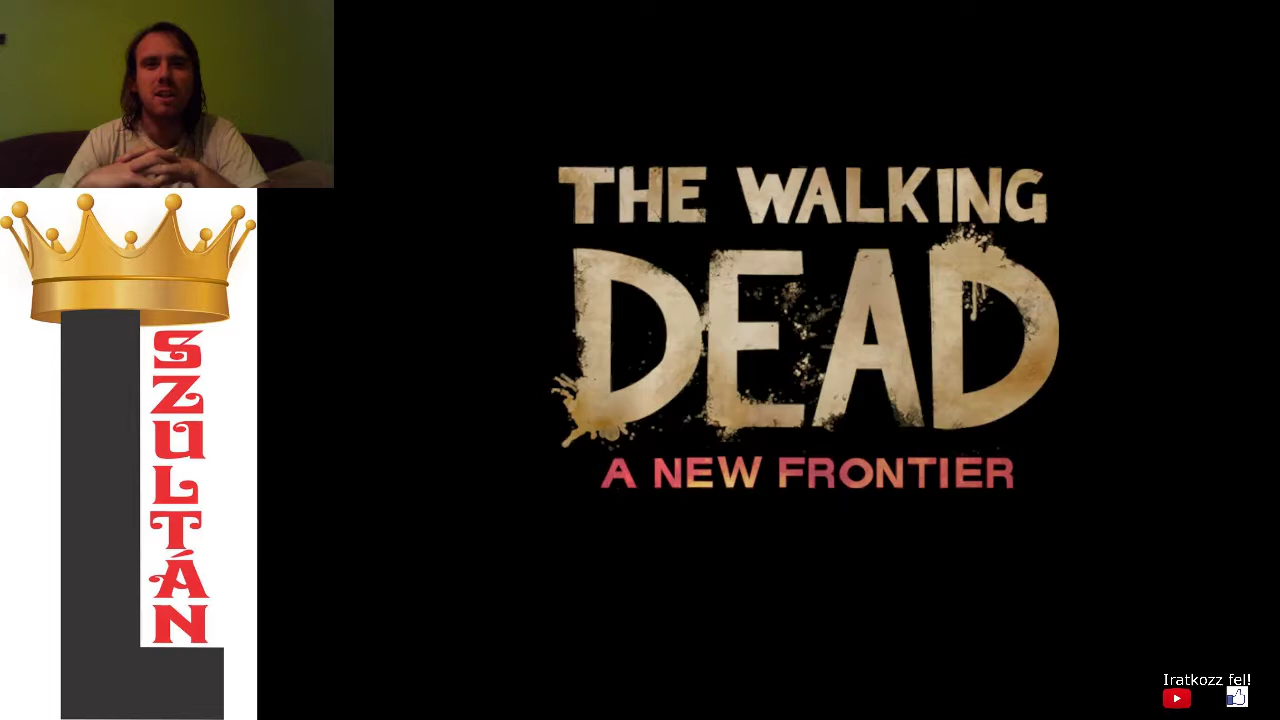 L
SZULTÁN
THE WALKING
DEAD
A NEW FRONTIER
Iratkozz fel!